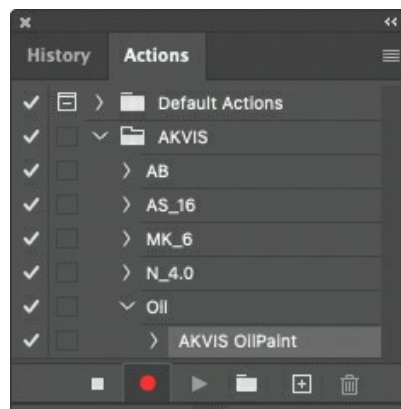 History Actions
Default Actions
AKVIS
AB
AS_16
MK_6
N_4.0
Oil
AKVIS OilPaint